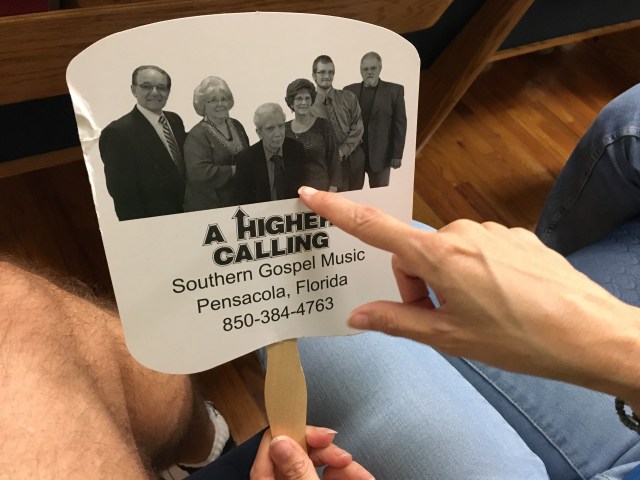 A HIGHER
CALLING
Southern Gospel Music
Pensacola, Florida
850-384-4763